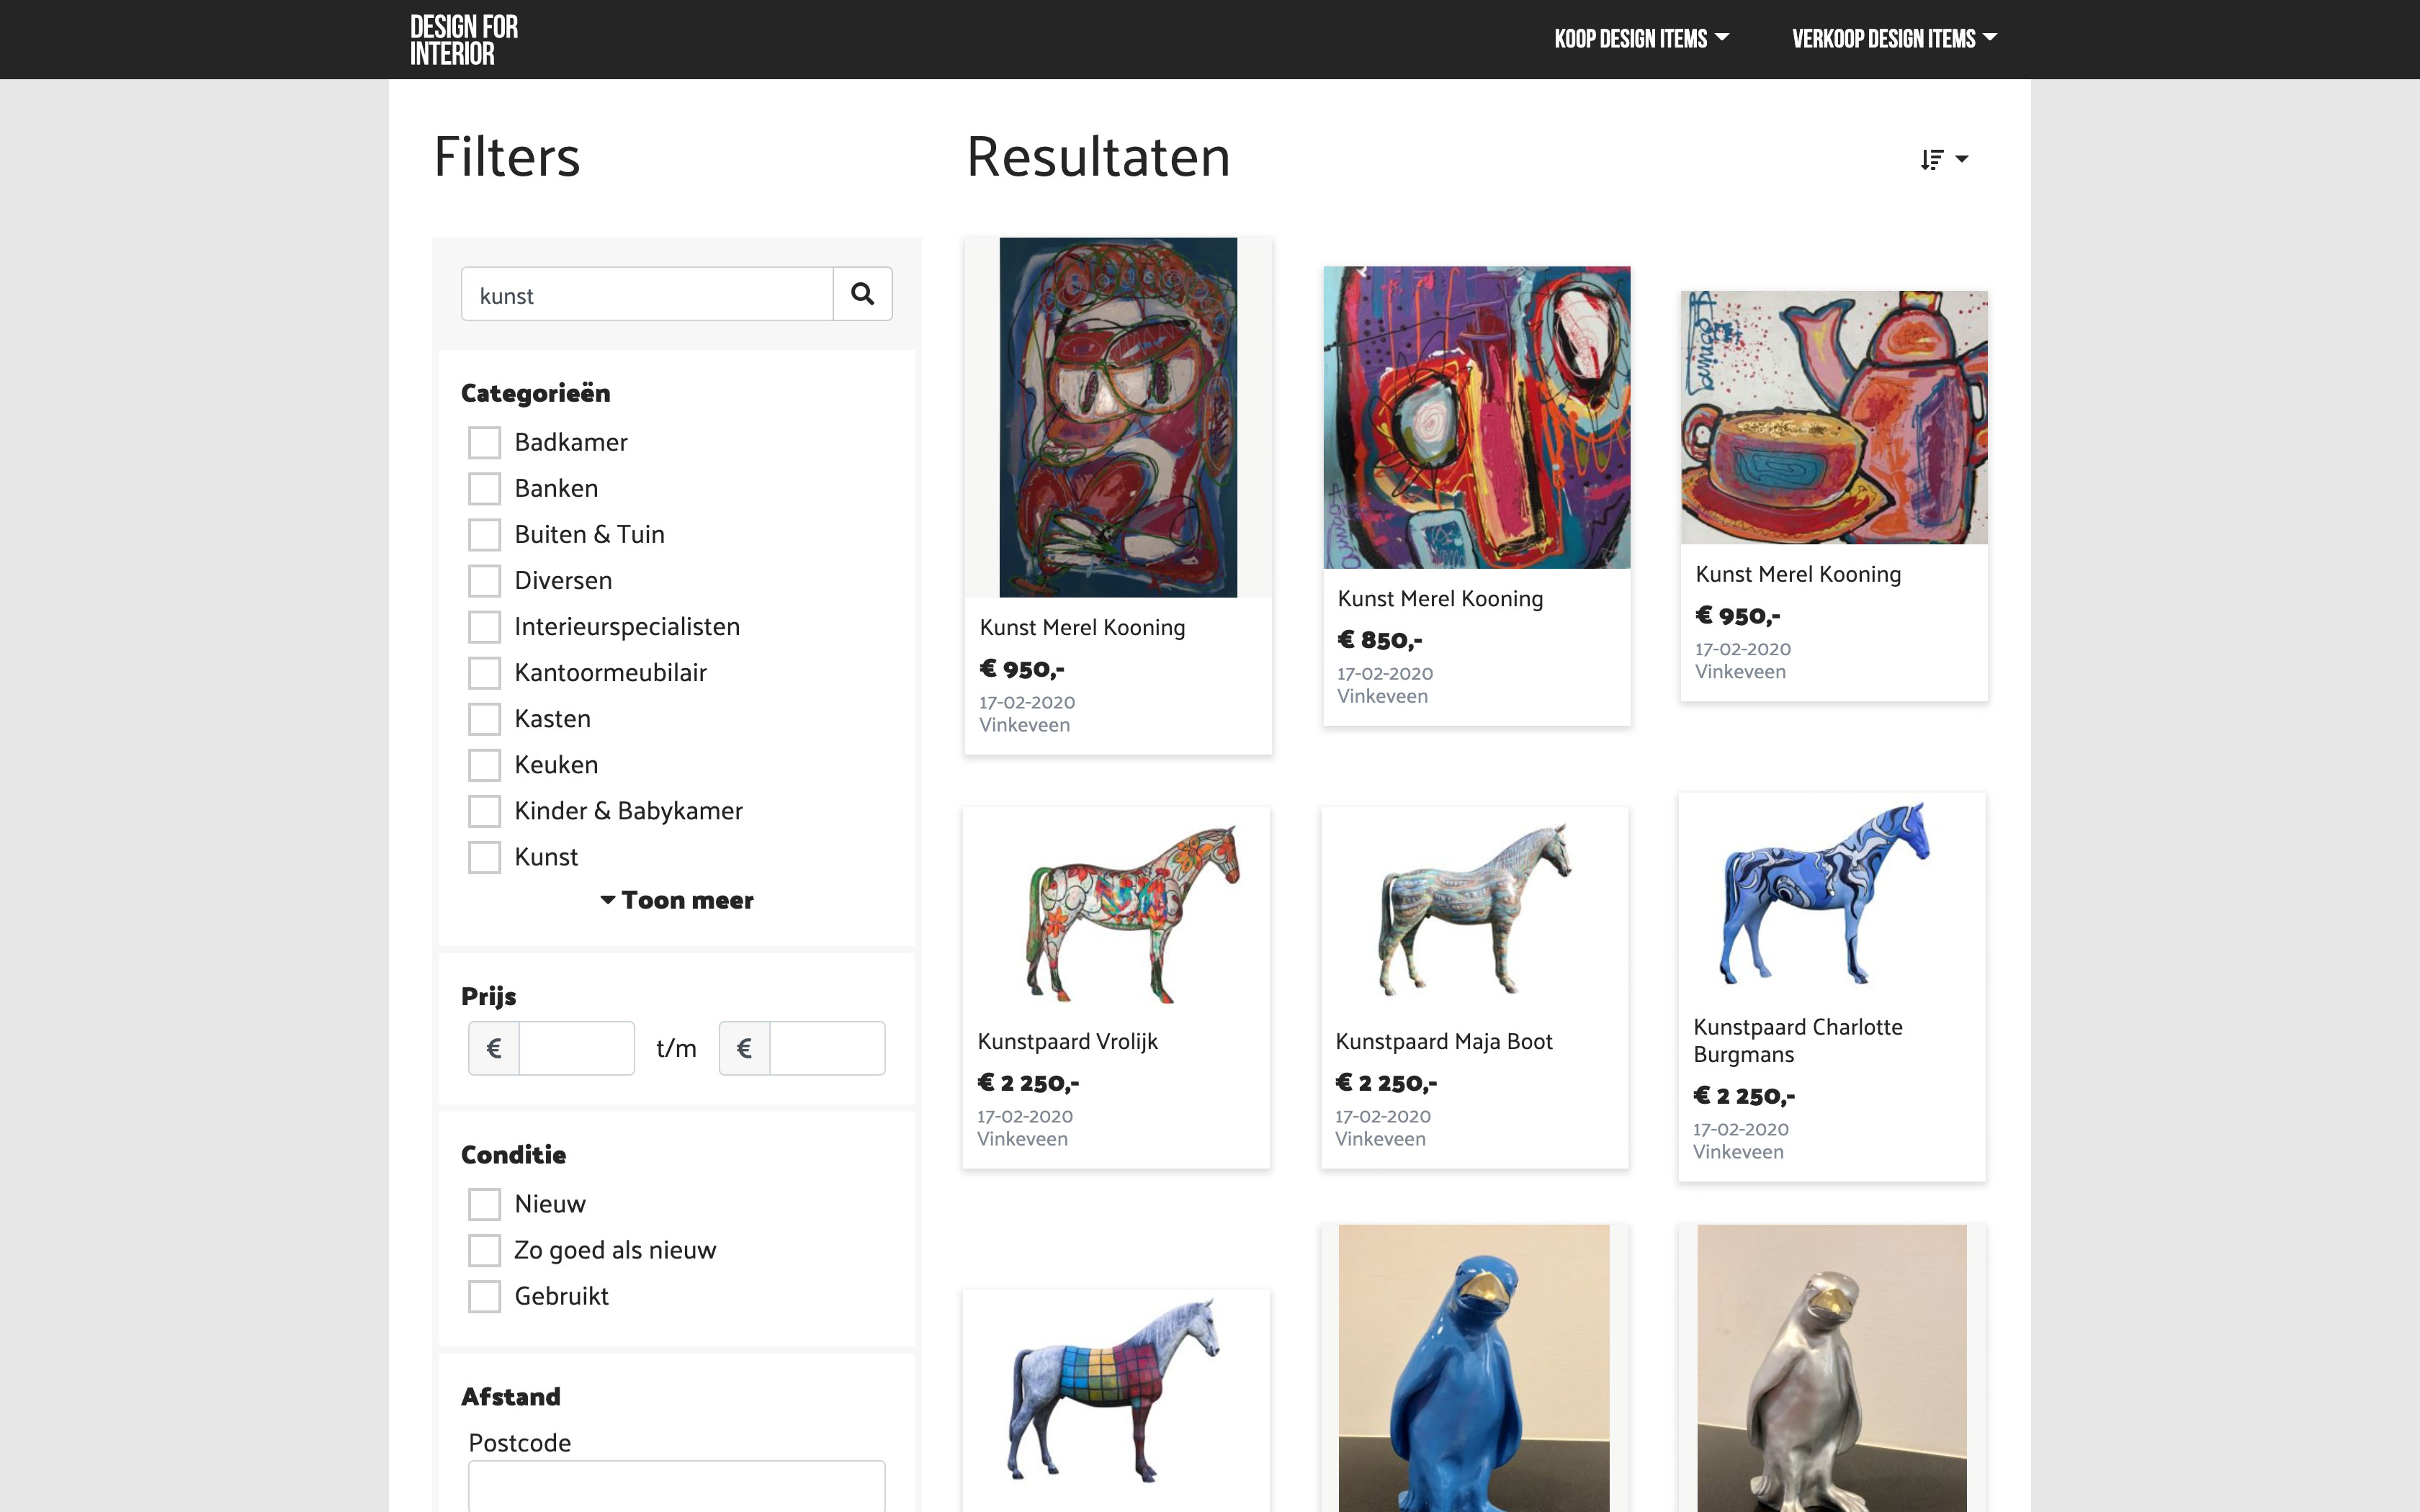 DESIGN FOR
INTERIOR
KOOP DESIGN ITEMS
VERKOOP DESIGN ITEMS
Filters
Resultaten
kunst
Categorieën
Badkamer
Banken
Buiten & Tuin
Diversen
Interieurspecialisten
Kantoormeubilair
Kasten
Keuken
Kinder & Babykamer
Kunst
Toon meer
Prijs
€
t/m
€
Conditie
Nieuw
Zo goed als nieuw
Gebruikt
Afstand
Postcode
Kunst Merel Kooning
€ 950,-
17-02-2020
Vinkeveen
Kunst Merel Kooning
€ 850,-
17-02-2020
Vinkeveen
Kunst Merel Kooning
€ 950,-
17-02-2020
Vinkeveen
Kunstpaard Vrolijk
€ 2 250,-
17-02-2020
Vinkeveen
Kunstpaard Maja Boot
€ 2 250,-
17-02-2020
Vinkeveen
Kunstpaard Charlotte
Burgmans
€ 2 250,-
17-02-2020
Vinkeveen